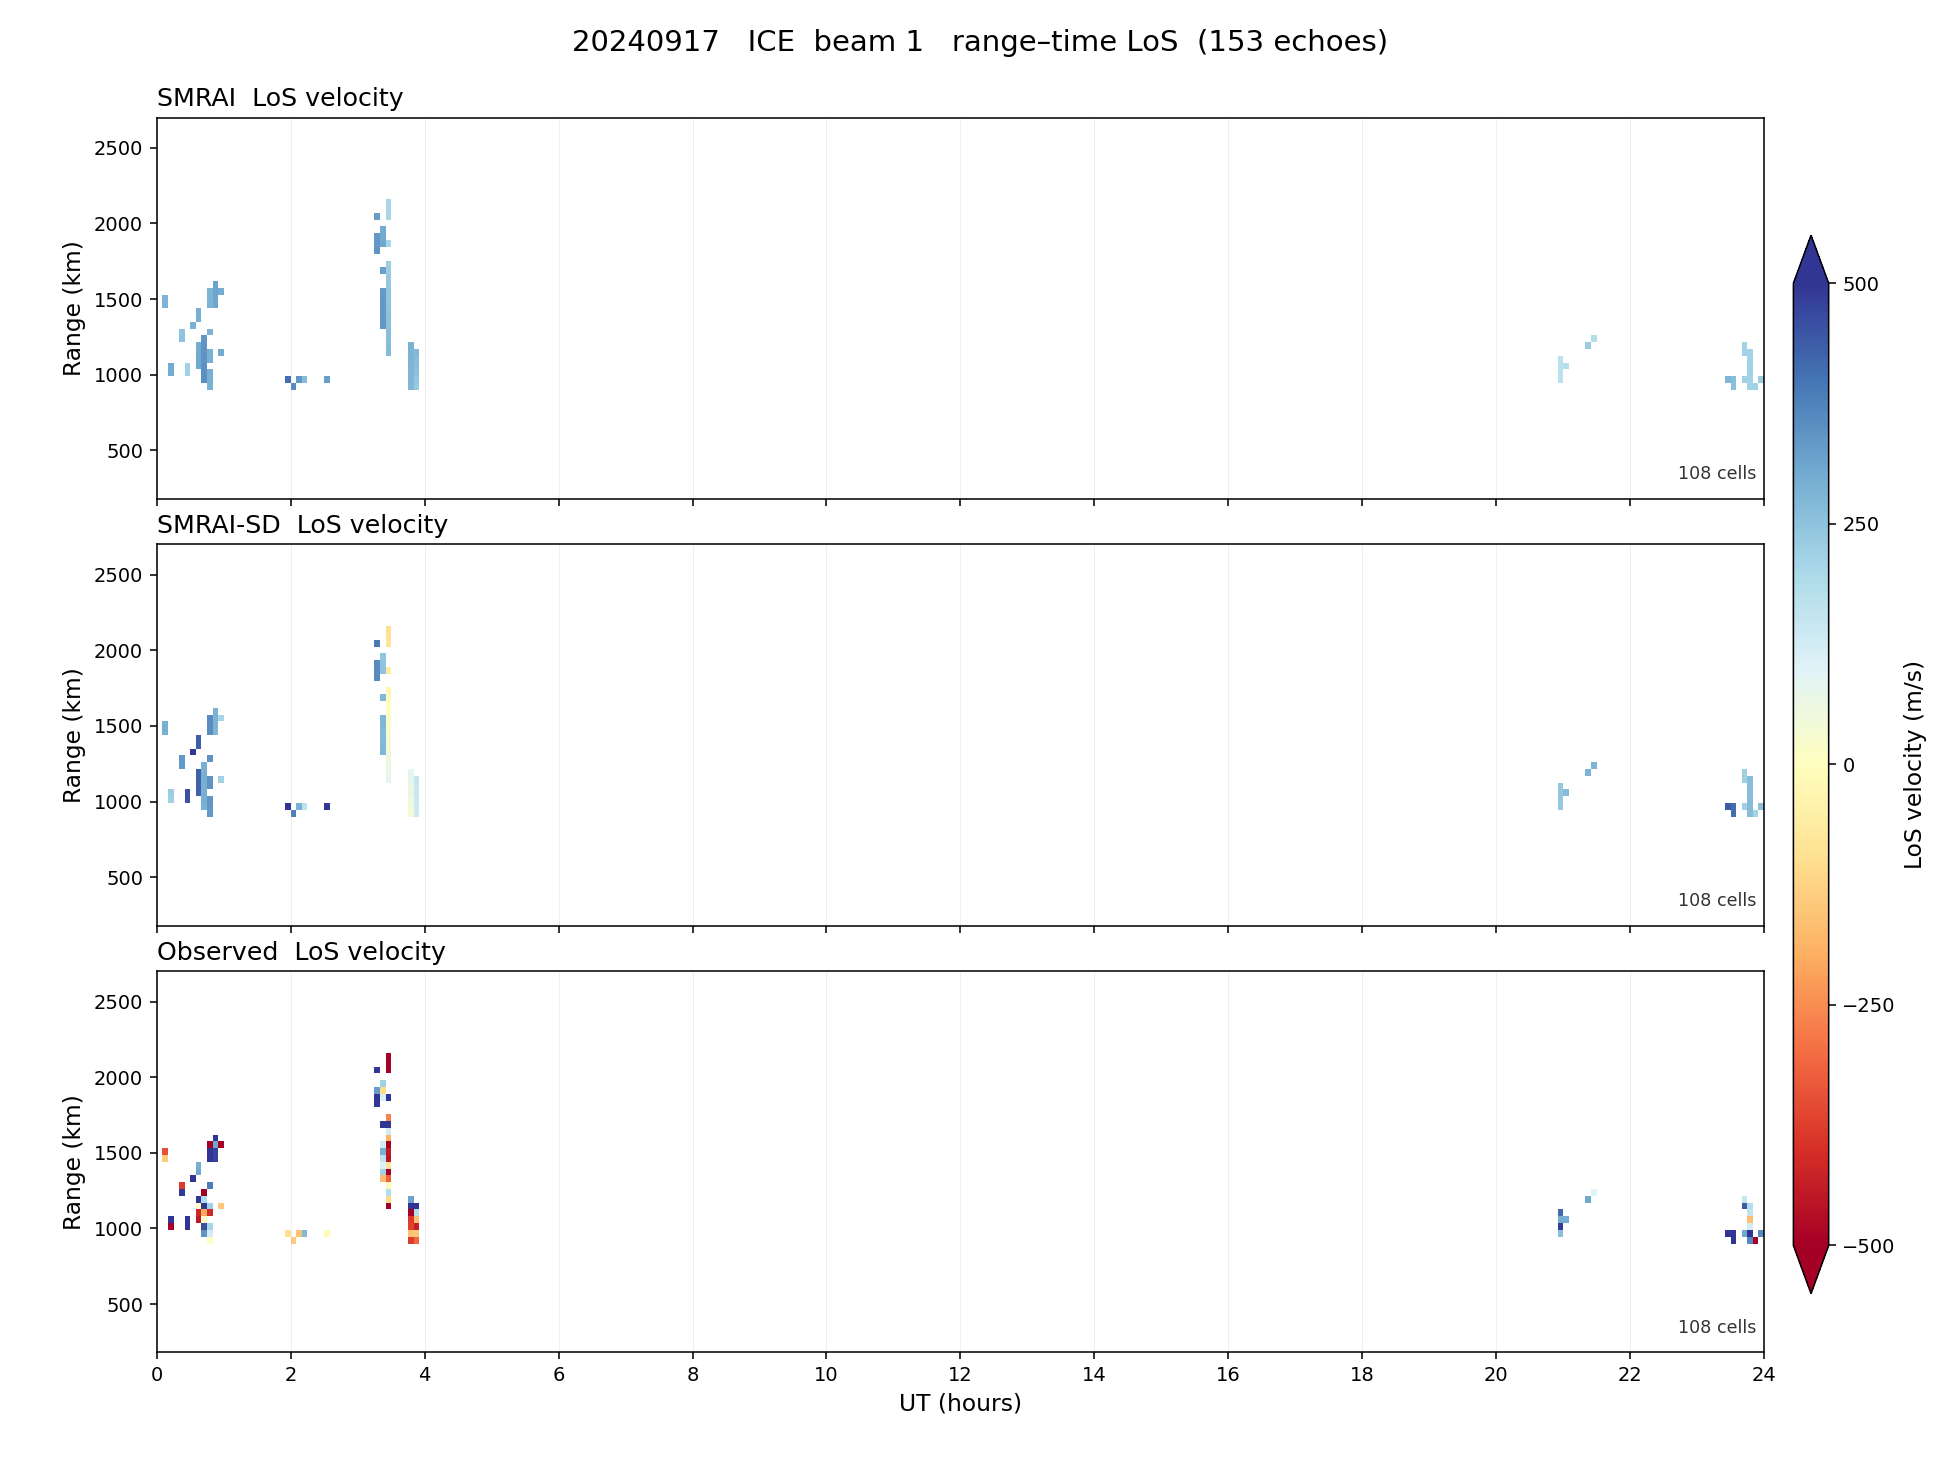 20240917   ICE  beam 1   range–time LoS  (153 echoes)
SMRAI  LoS velocity
2500
2000
1500
1000
500
Range (km)
108 cells
SMRAI-SD  LoS velocity
2500
2000
1500
1000
500
Range (km)
108 cells
Observed  LoS velocity
2500
2000
1500
1000
500
Range (km)
108 cells
0 2 4 6 8 10 12 14 16 18 20 22 24
UT (hours)
500
250
0
−250
−500
LoS velocity (m/s)